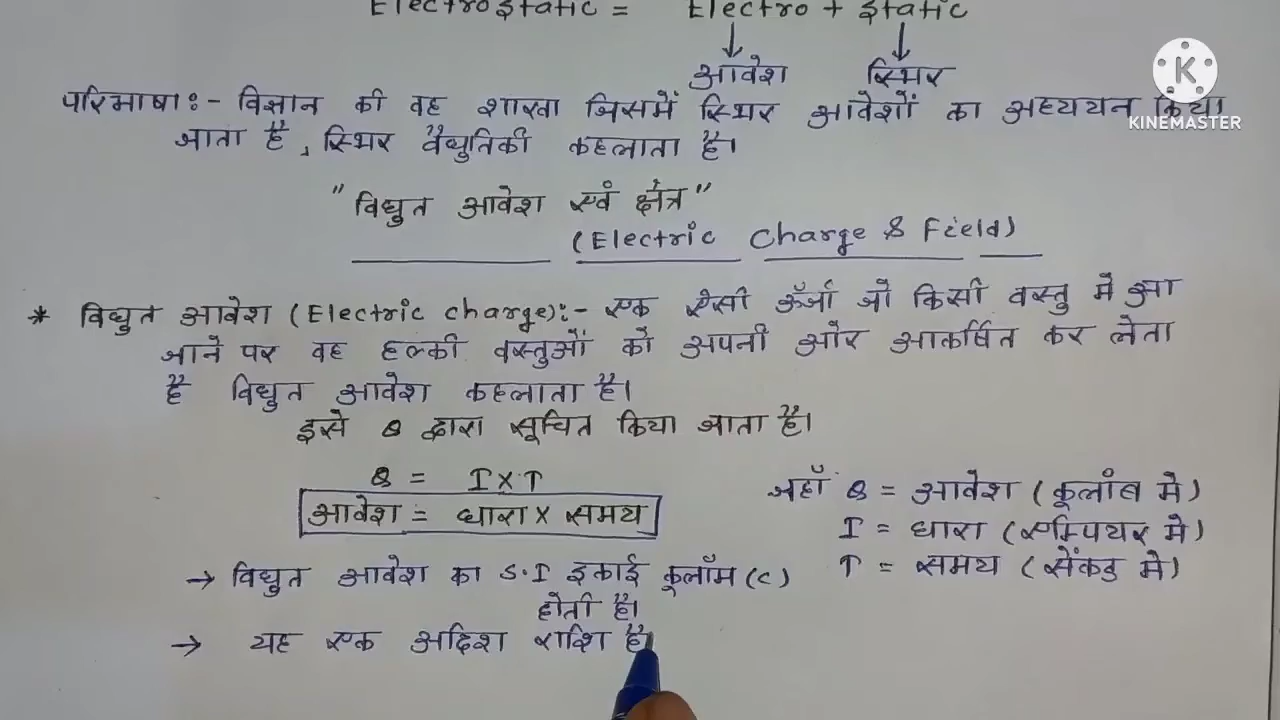 Electrostatic = Electro + Static
आवेश स्थिर
परिभाषाः- विज्ञान की वह शाखा जिसमें स्थिर आवेशों का अध्ययन किया
जाता है, स्थिर वैद्युतिकी कहलाता है।
"विद्युत आवेश एवं क्षेत्र"
(Electric Charge & Field)
* विद्युत आवेश (Electric charge):- एक ऐसी ऊँर्जा जो किसी वस्तु मे आ
जाने पर वह हल्की वस्तुओं को अपनी ओर आकर्षित कर लेता
है विद्युत आवेश कहलाता है।
इसे Q द्वारा सूचित किया जाता है।
Q = I × T
आवेश = धारा × समय
जहाँ Q = आवेश (कूलांब मे)
I = धारा (एम्पियर मे)
T = समय (सेंकड मे)
→ विद्युत आवेश का S.I इकाई कूलॉम (C)
होती है।
→ यह एक अदिश राशि है
K
KINEMASTER